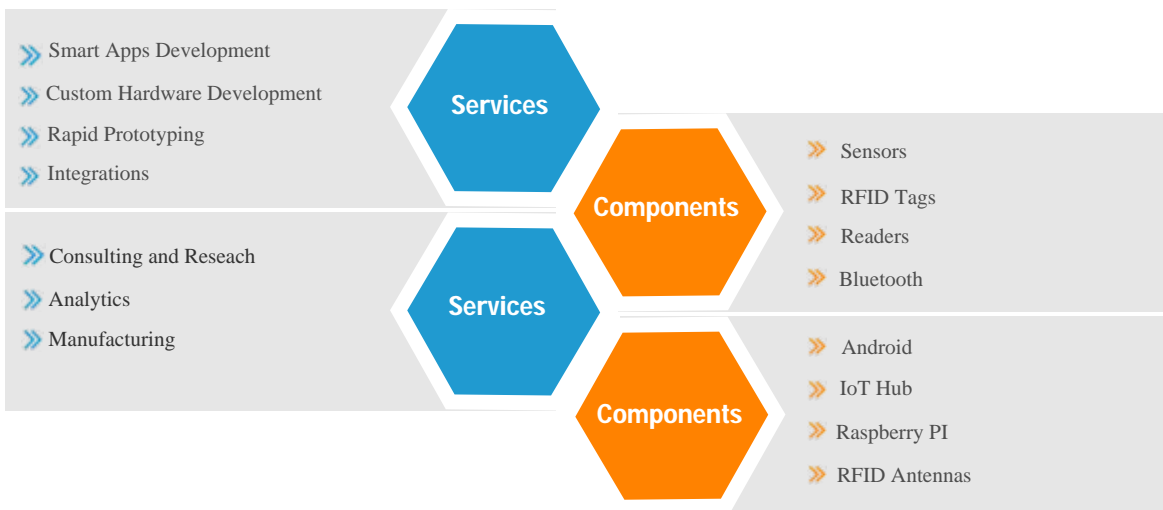 Smart Apps Development
Custom Hardware Development
Rapid Prototyping
Integrations
Services
Components
Sensors
RFID Tags
Readers
Bluetooth
Consulting and Reseach
Analytics
Manufacturing
Services
Components
Android
IoT Hub
Raspberry PI
RFID Antennas